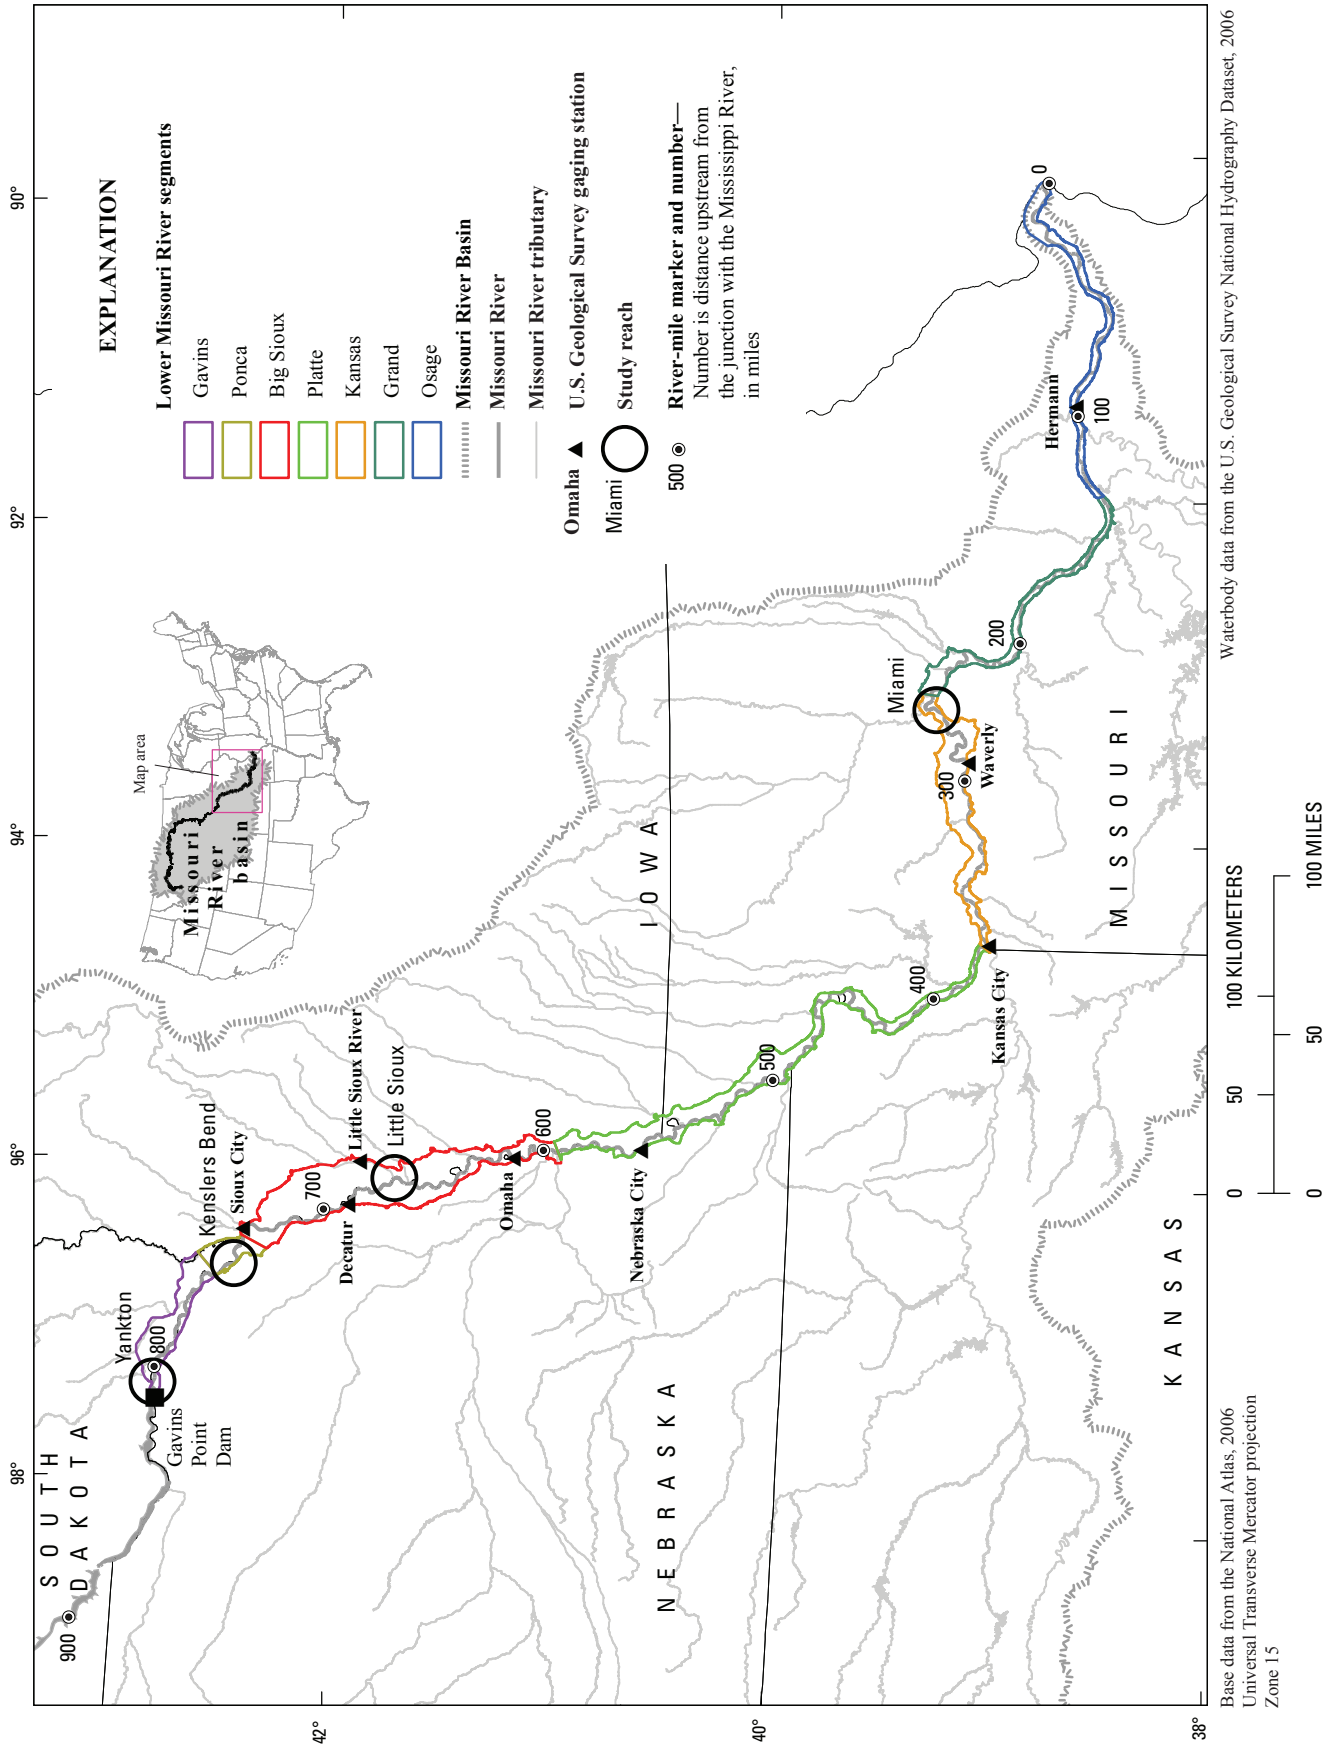 98°
96°
94°
92°
90°
42°
40°
38°
SOUTH
DAKOTA
900
Gavins
Point
Dam
Yankton
800
Kenslers Bend
Sioux City
700
Decatur
Little Sioux River
Little Sioux
Omaha
600
Nebraska City
NEBRASKA
IOWA
500
400
Kansas City
KANSAS
MISSOURI
300
Waverly
Miami
200
Hermann
100
0
Map area
Missouri
River
basin
EXPLANATION
Lower Missouri River segments
Gavins
Ponca
Big Sioux
Platte
Kansas
Grand
Osage
Missouri River Basin
Missouri River
Missouri River tributary
Omaha U.S. Geological Survey gaging station
Miami Study reach
500 River-mile marker and number—
Number is distance upstream from
the junction with the Mississippi River,
in miles
Base data from the National Atlas, 2006
Universal Transverse Mercator projection
Zone 15
0 50 100 KILOMETERS
0 50 100 MILES
Waterbody data from the U.S. Geological Survey National Hydrography Dataset, 2006